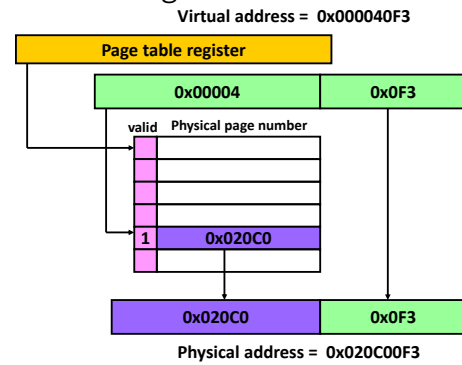 Virtual address = 0x000040F3
Page table register
0x00004 0x0F3
valid Physical page number
1 0x020C0
0x020C0 0x0F3
Physical address = 0x020C00F3